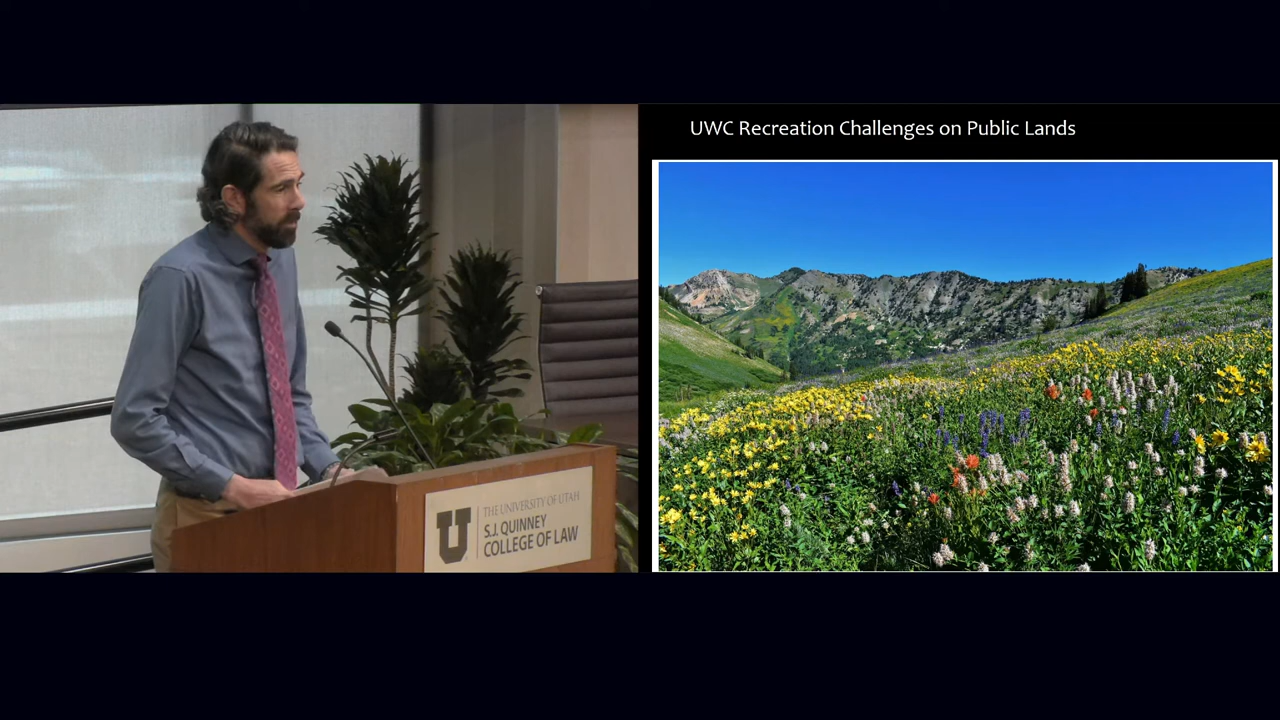 UWC Recreation Challenges on Public Lands
THE UNIVERSITY OF UTAH
S.J. QUINNEY
COLLEGE OF LAW
U